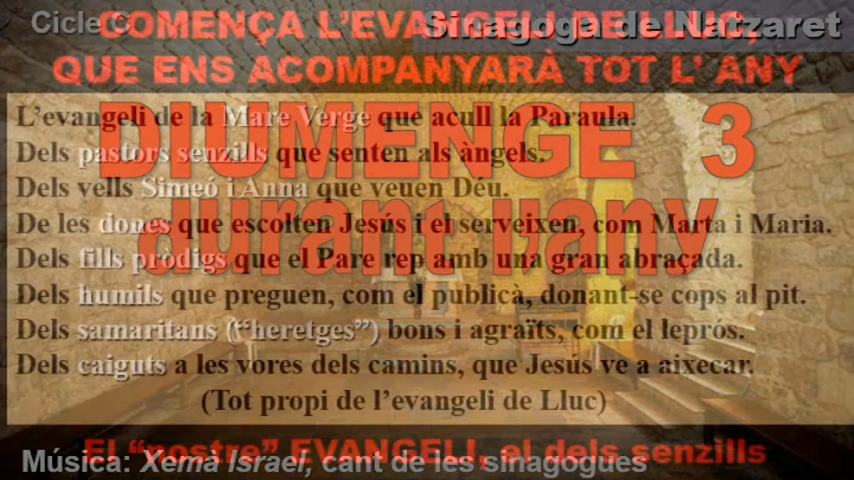 Cicle C
Sinagoga de Natzaret
COMENÇA L'EVANGELI DE LLUC,
QUE ENS ACOMPANYARÀ TOT L' ANY
DIUMENGE 3
durant l'any
L'evangeli de la Mare Verge que acull la Paraula.
Dels pastors senzills que senten als àngels.
Dels vells Simeó i Anna que veuen Déu.
De les dones que escolten Jesús i el serveixen, com Marta i Maria.
Dels fills pròdigs que el Pare rep amb una gran abraçada.
Dels humils que preguen, com el publicà, donant-se cops al pit.
Dels samaritans ("heretges") bons i agraïts, com el leprós.
Dels caiguts a les vores dels camins, que Jesús ve a aixecar.
(Tot propi de l'evangeli de Lluc)
El "nostre" EVANGELI, el dels senzills
Música: Xemà Israel, cant de les sinagogues